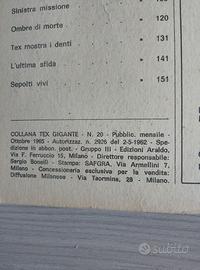 Sinistra missione
Ombre di morte » 120
Tex mostra i denti » 131
L'ultima sfida » 141
Sepolti vivi » 151
COLLANA TEX GIGANTE - N. 20 - Pubblic. mensile -
Ottobre 1965 - Autorizzaz. n. 2926 del 2-5-1962 - Spe-
dizione in abbon. post. - Gruppo III - Edizioni Araldo,
Via F. Ferruccio 15, Milano - Direttore responsabile:
Sergio Bonelli - Stampa: SAFGRA, Via Armellini 7,
Milano - Concessionaria esclusiva per la vendita:
Diffusione Milanese - Via Taormina, 28 - Milano.
subito